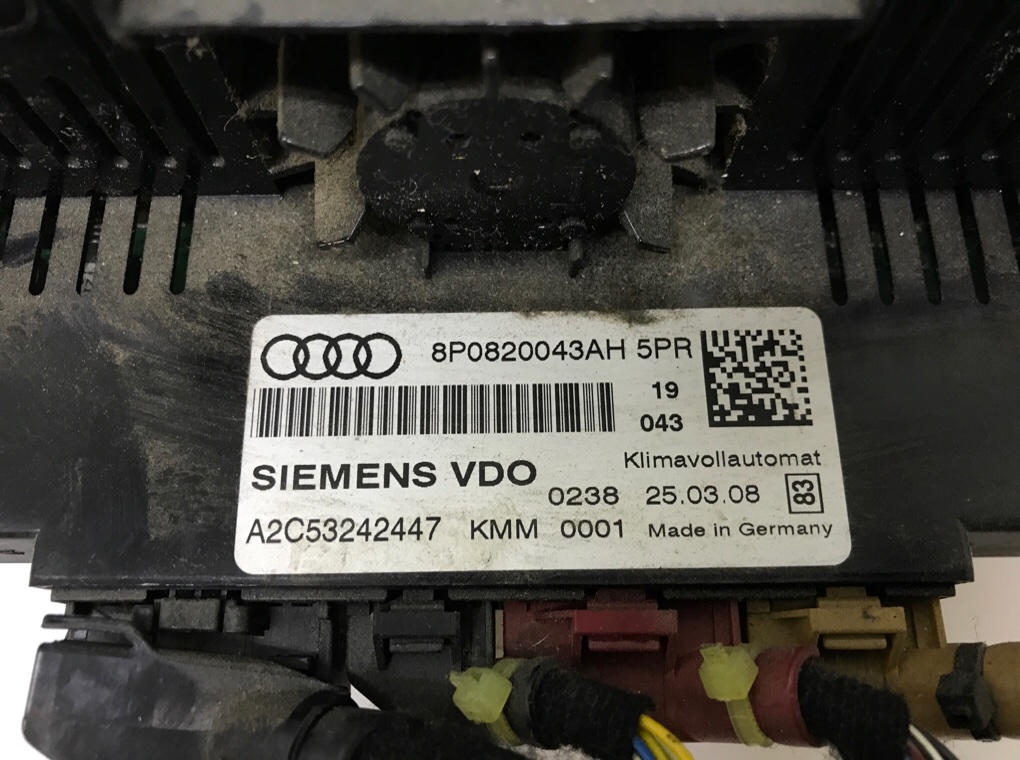 8P0820043AH 5PR
19
043
Klimavollautomat
SIEMENS VDO
0238 25.03.08 83
A2C53242447 KMM 0001 Made in Germany